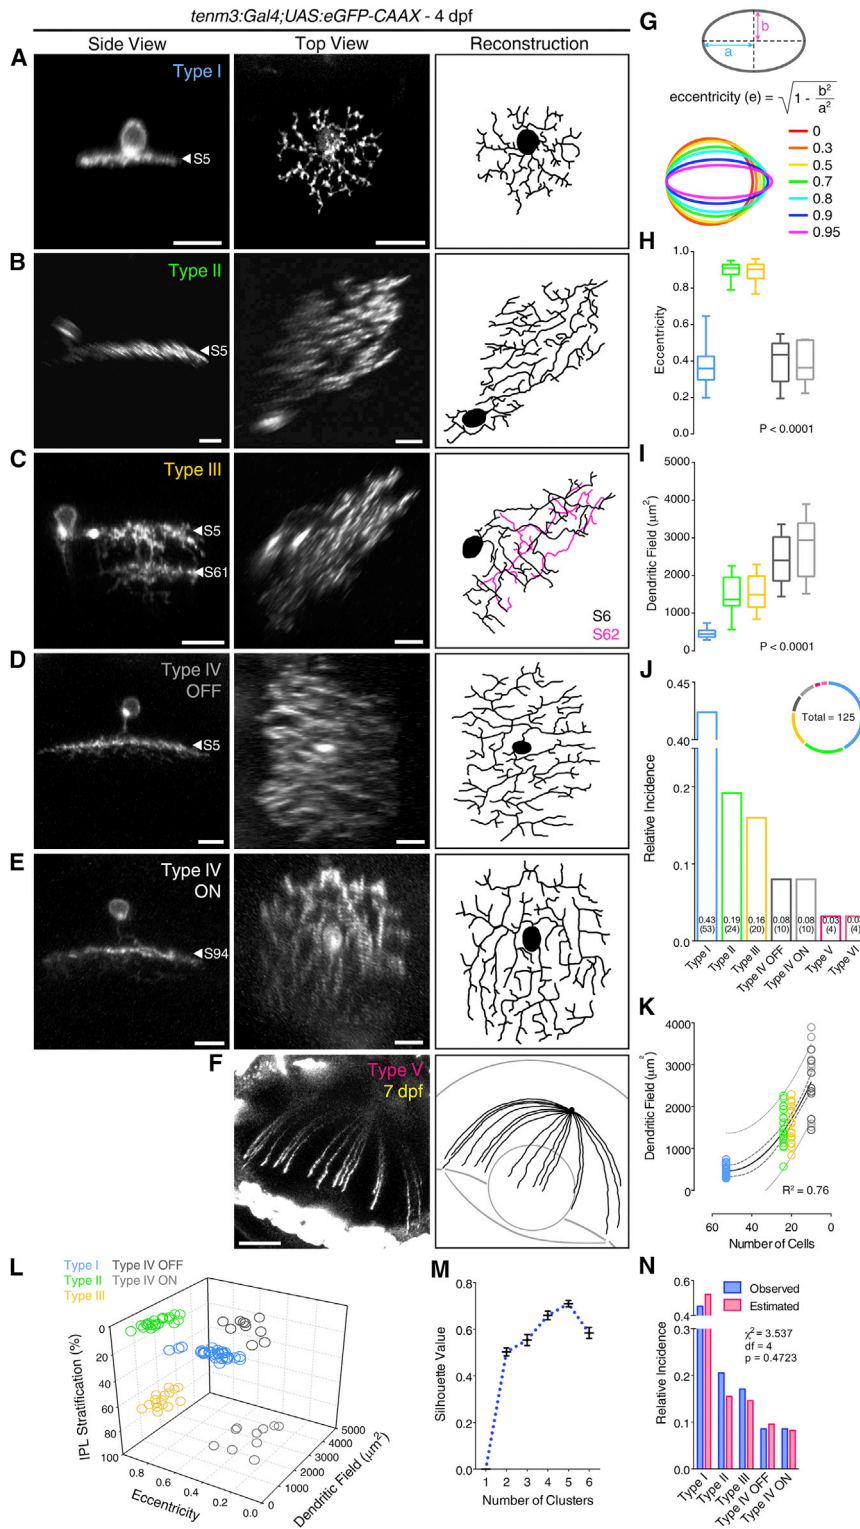 tenm3:Gal4;UAS:eGFP-CAAX - 4 dpf
Side View
Top View
Reconstruction
A
Type I
S5
B
Type II
S5
C
Type III
S5
S61
S6
S62
D
Type IV
OFF
S5
E
Type IV
ON
S94
F
Type V
7 dpf
G
b
a
eccentricity (e) = √1 - b²/a²
0
0.3
0.5
0.7
0.8
0.9
0.95
H
Eccentricity
1.0
0.8
0.6
0.4
0.2
0.0
P < 0.0001
I
Dendritic Field (μm²)
5000
4000
3000
2000
1000
0
P < 0.0001
J
Relative Incidence
0.45
0.40
0.2
0.1
0.0
Total = 125
0.43 (53)
0.19 (24)
0.16 (20)
0.08 (10)
0.08 (10)
0.03 (4)
(4)
Type I
Type II
Type III
Type IV OFF
Type IV ON
Type V
Type VI
K
Dendritic Field (μm²)
4000
3000
2000
1000
0
R² = 0.76
60 40 20 0
Number of Cells
L
Type I Type IV OFF
Type II Type IV ON
Type III
IPL Stratification (%)
0
20
40
60
80
100
0.8 0.6 0.4 0.2 0.0
Eccentricity
0 1000 2000 3000 4000 5000
Dendritic Field (μm²)
M
Silhouette Value
0.8
0.6
0.4
0.2
0.0
1 2 3 4 5 6
Number of Clusters
N
Relative Incidence
0.6
0.4
0.3
0.2
0.1
0.0
Observed
Estimated
χ² = 3.537
df = 4
p = 0.4723
Type I
Type II
Type III
Type IV OFF
Type IV ON